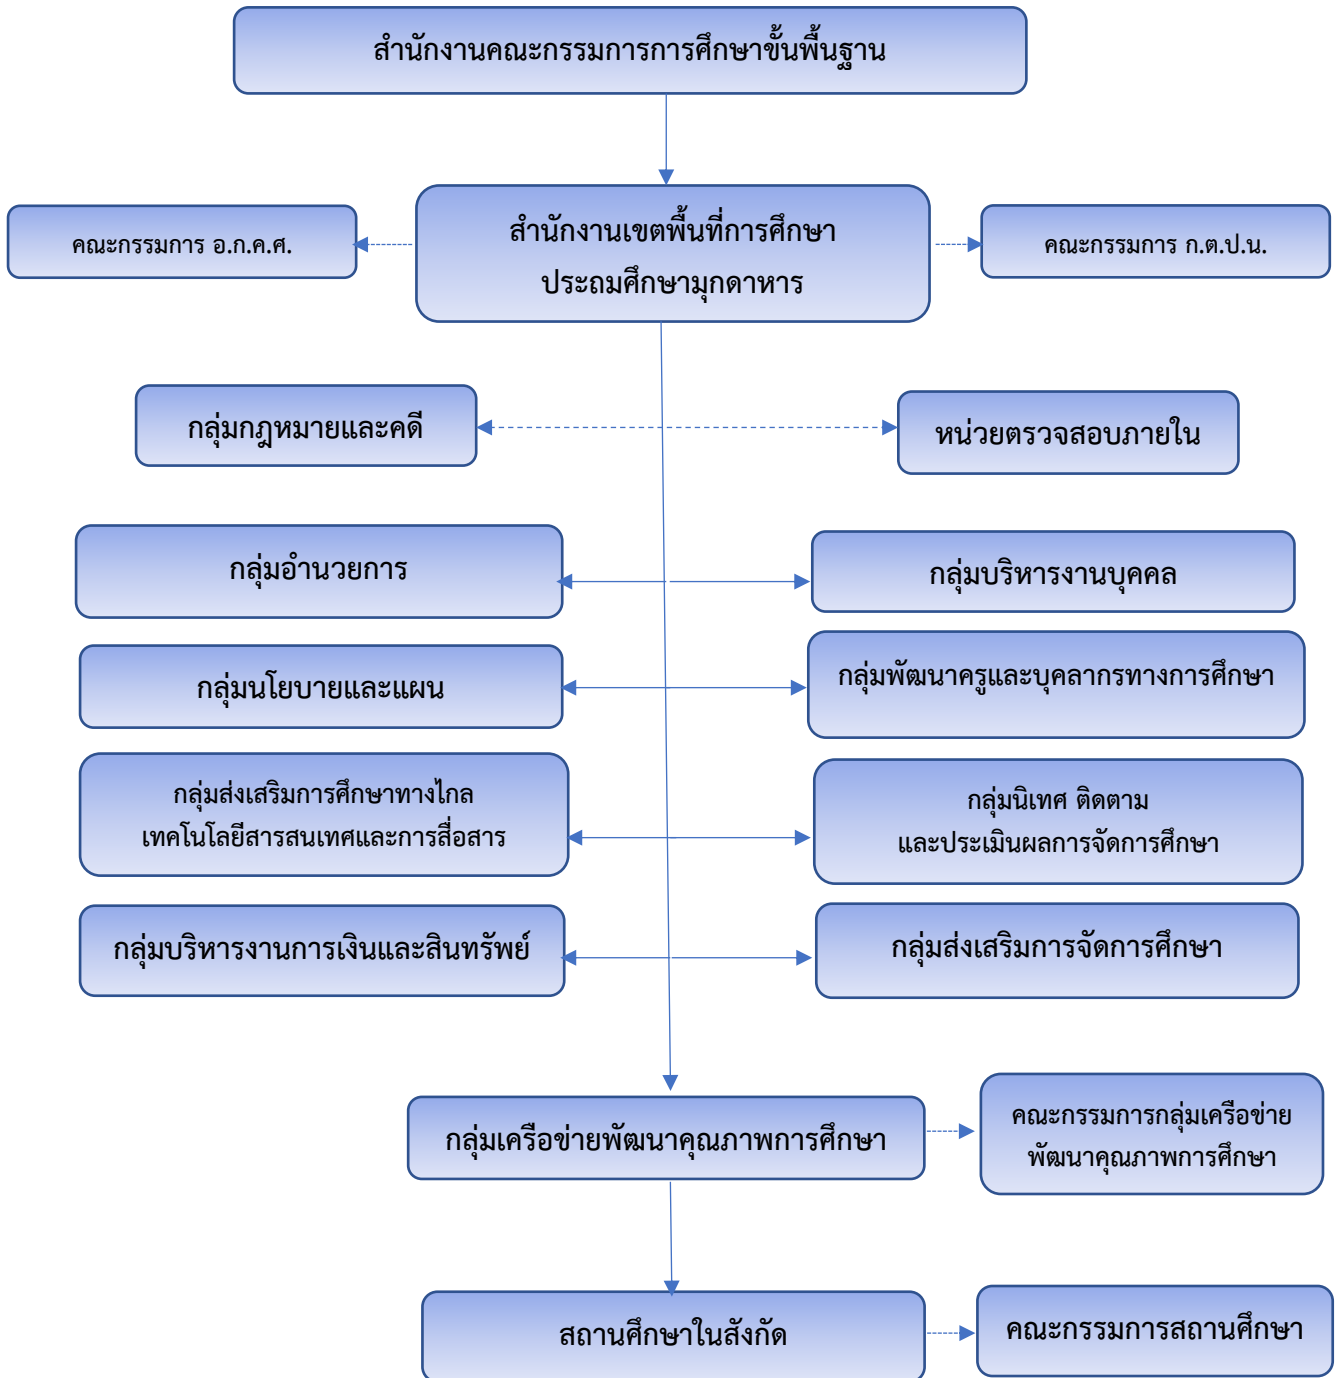 สำนักงานคณะกรรมการการศึกษาขั้นพื้นฐาน
สำนักงานเขตพื้นที่การศึกษา
ประถมศึกษามุกดาหาร
คณะกรรมการ อ.ก.ค.ศ.
คณะกรรมการ ก.ต.ป.น.
กลุ่มกฎหมายและคดี
หน่วยตรวจสอบภายใน
กลุ่มอำนวยการ
กลุ่มบริหารงานบุคคล
กลุ่มนโยบายและแผน
กลุ่มพัฒนาครูและบุคลากรทางการศึกษา
กลุ่มส่งเสริมการศึกษาทางไกล
เทคโนโลยีสารสนเทศและการสื่อสาร
กลุ่มนิเทศ ติดตาม
และประเมินผลการจัดการศึกษา
กลุ่มบริหารงานการเงินและสินทรัพย์
กลุ่มส่งเสริมการจัดการศึกษา
กลุ่มเครือข่ายพัฒนาคุณภาพการศึกษา
คณะกรรมการกลุ่มเครือข่าย
พัฒนาคุณภาพการศึกษา
สถานศึกษาในสังกัด
คณะกรรมการสถานศึกษา